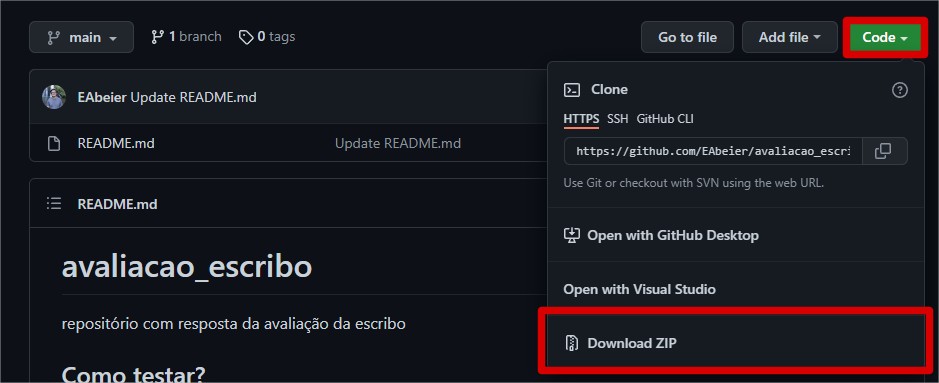 main
1 branch
0 tags
Go to file
Add file
Code
EAbeier Update README.md
README.md Update README.md
README.md
avaliacao_escribo
repositório com resposta da avaliação da escribo
Como testar?
Clone
HTTPS SSH GitHub CLI
https://github.com/EAbeier/avaliacao_escri
Use Git or checkout with SVN using the web URL.
Open with GitHub Desktop
Open with Visual Studio
Download ZIP